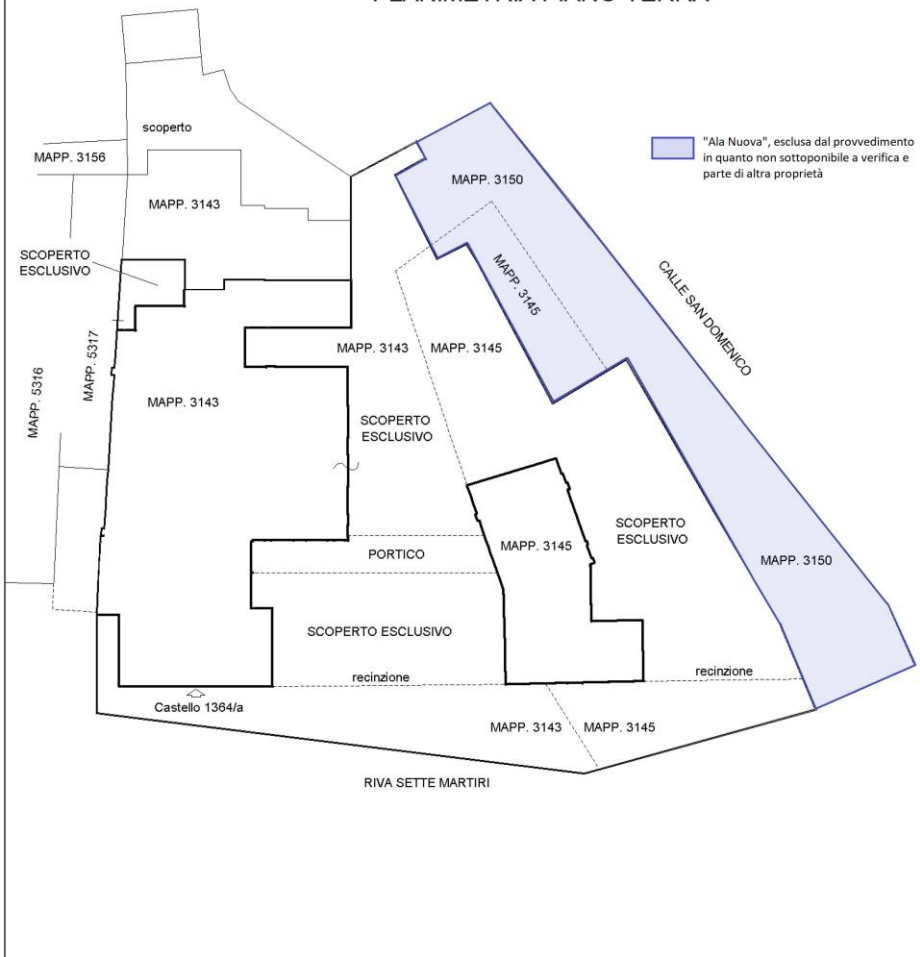 PLANIMETRIA PIANO TERRA
scoperto
MAPP. 3156
MAPP. 3143
SCOPERTO
ESCLUSIVO
MAPP. 5316
MAPP. 5317
MAPP. 3143
MAPP. 3143
MAPP. 3145
SCOPERTO
ESCLUSIVO
MAPP. 3150
MAPP. 3145
"Ala Nuova", esclusa dal provvedimento
in quanto non sottoponibile a verifica e
parte di altra proprietà
CALLE SAN DOMENICO
MAPP. 3145
SCOPERTO
ESCLUSIVO
MAPP. 3150
PORTICO
SCOPERTO ESCLUSIVO
recinzione
recinzione
Castello 1364/a
MAPP. 3143
MAPP. 3145
RIVA SETTE MARTIRI